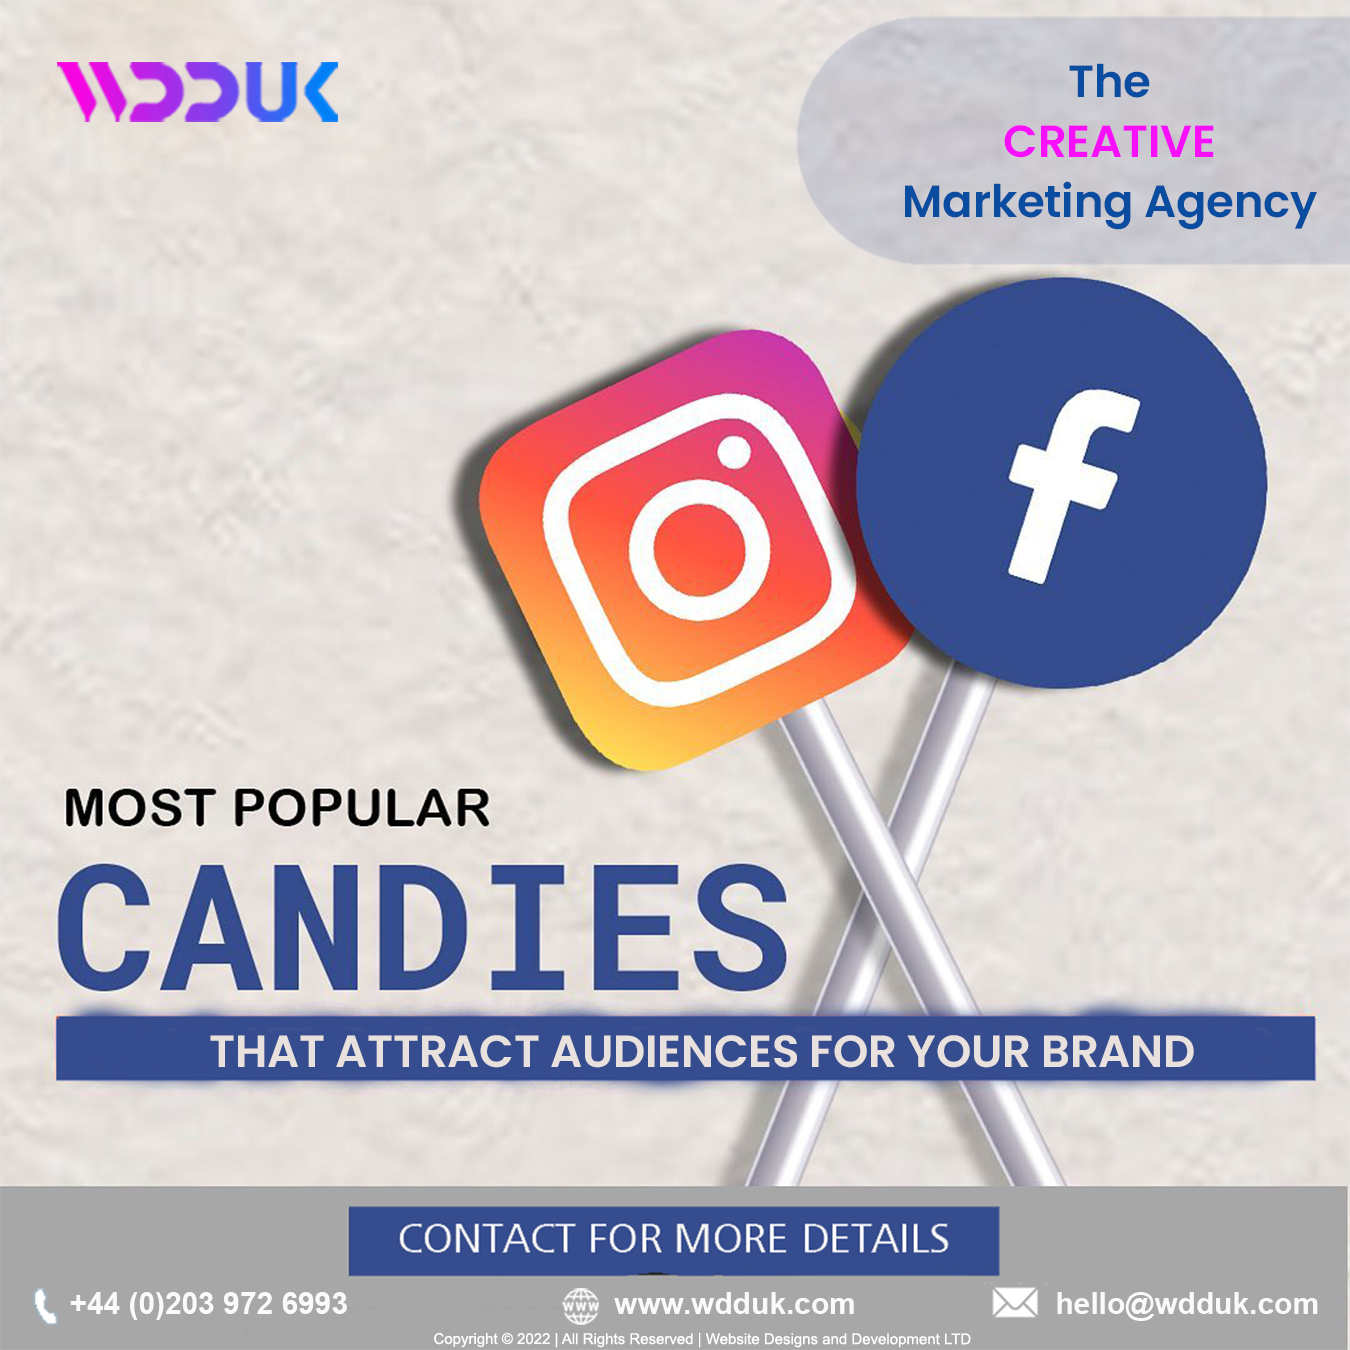 WDDUK
The
CREATIVE
Marketing Agency
f
MOST POPULAR
CANDIES
THAT ATTRACT AUDIENCES FOR YOUR BRAND
CONTACT FOR MORE DETAILS
+44 (0)203 972 6993
www.wdduk.com
hello@wdduk.com
Copyright © 2022 | All Rights Reserved | Website Designs and Development LTD